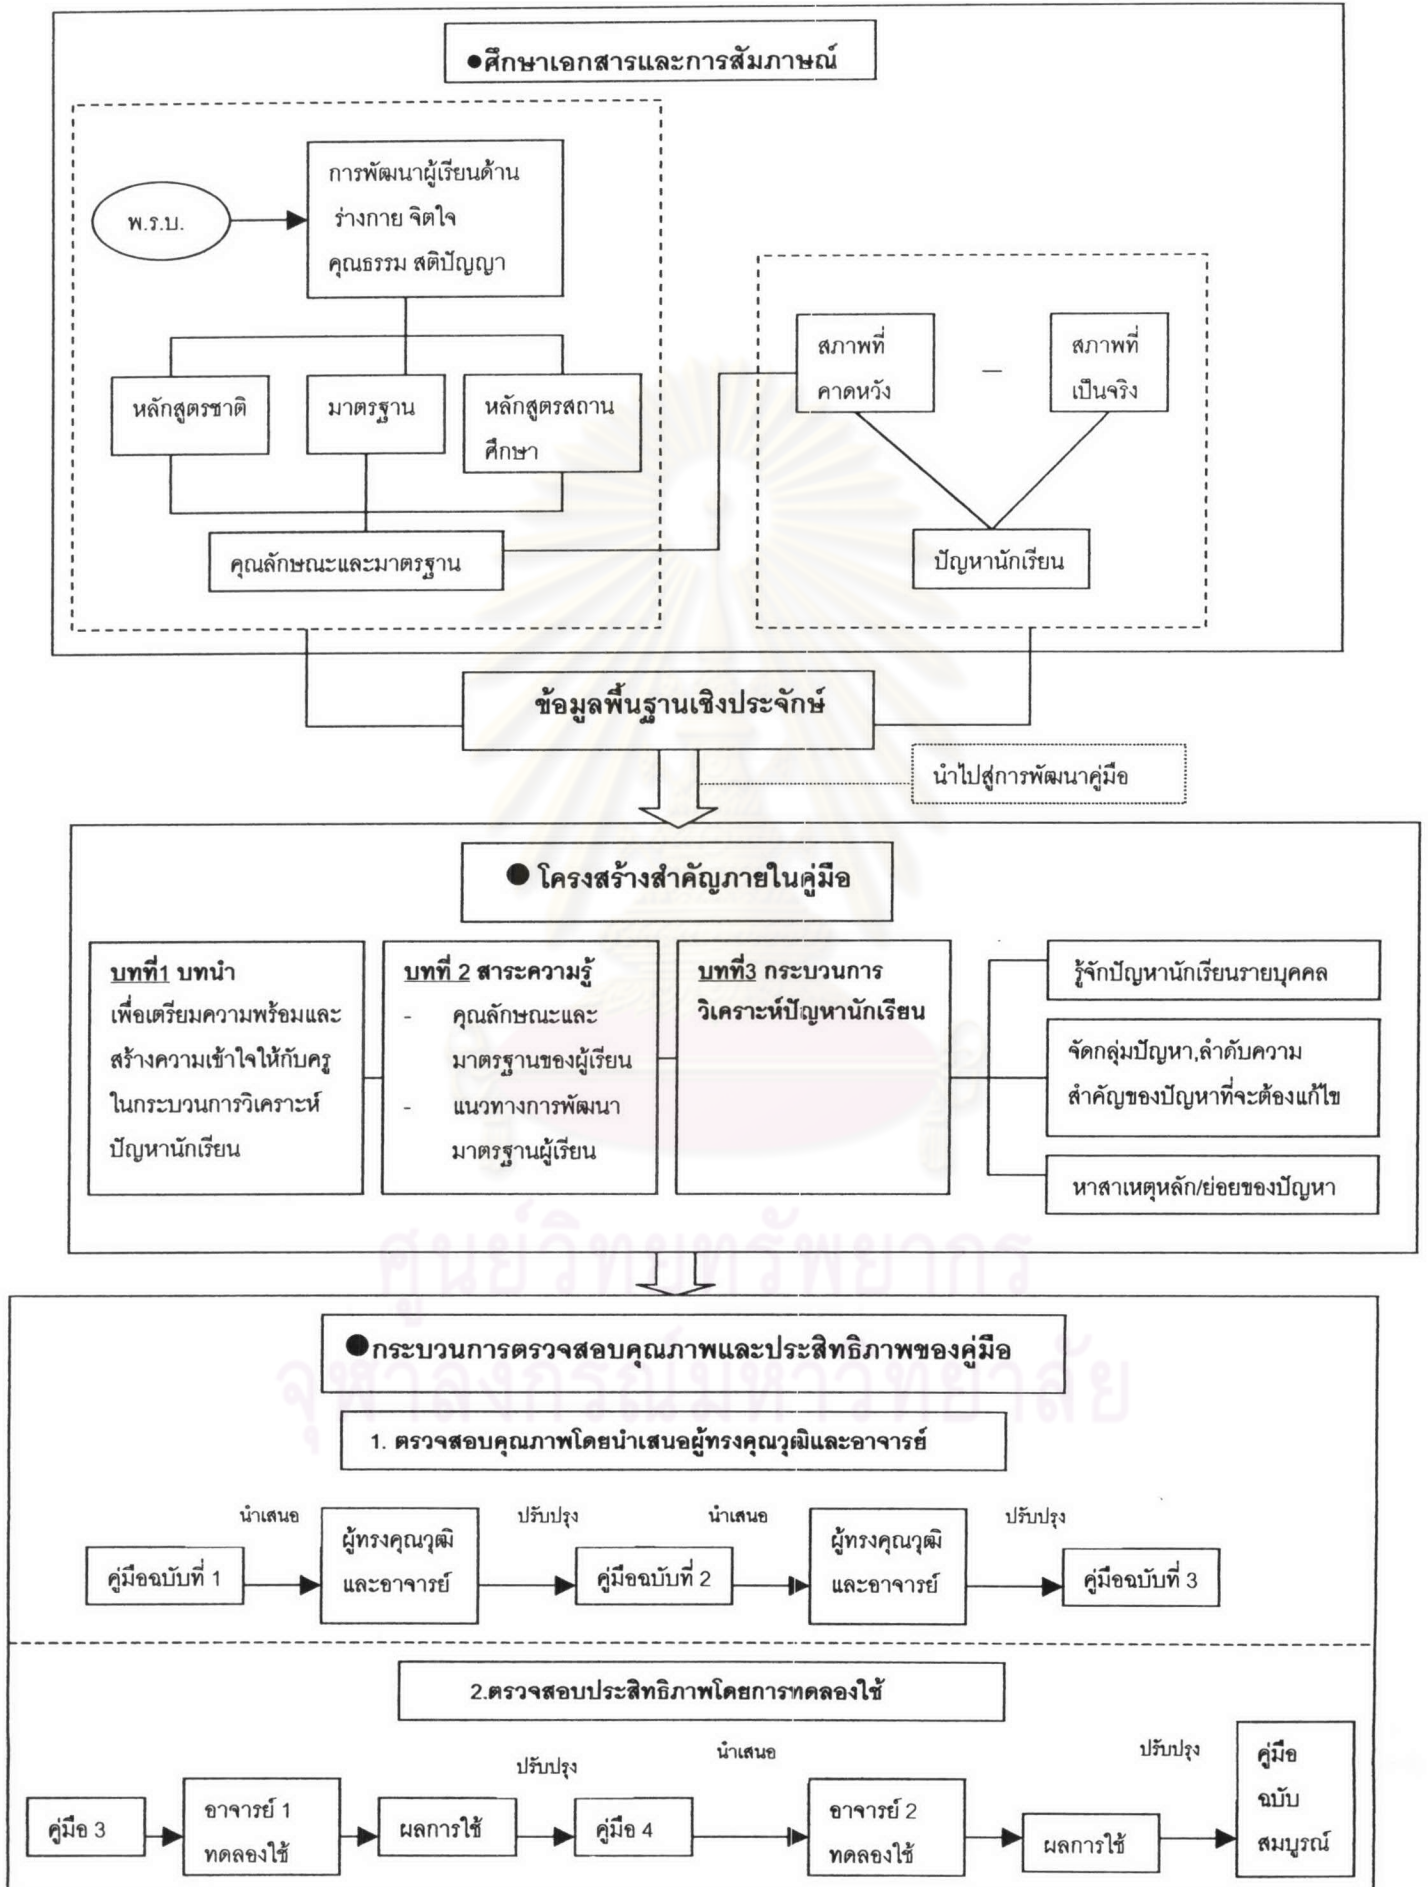 ●ศึกษาเอกสารและการสัมภาษณ์
พ.ร.บ.
การพัฒนาผู้เรียนด้าน
ร่างกาย จิตใจ
คุณธรรม สติปัญญา
หลักสูตรชาติ
มาตรฐาน
หลักสูตรสถาน
ศึกษา
คุณลักษณะและมาตรฐาน
สภาพที่
คาดหวัง
—
สภาพที่
เป็นจริง
ปัญหานักเรียน
ข้อมูลพื้นฐานเชิงประจักษ์
นำไปสู่การพัฒนาคู่มือ
● โครงสร้างสำคัญภายในคู่มือ
บทที่1 บทนำ
เพื่อเตรียมความพร้อมและ
สร้างความเข้าใจให้กับครู
ในกระบวนการวิเคราะห์
ปัญหานักเรียน
บทที่ 2 สาระความรู้
- คุณลักษณะและ
มาตรฐานของผู้เรียน
- แนวทางการพัฒนา
มาตรฐานผู้เรียน
บทที่3 กระบวนการ
วิเคราะห์ปัญหานักเรียน
รู้จักปัญหานักเรียนรายบุคคล
จัดกลุ่มปัญหา,ลำดับความ
สำคัญของปัญหาที่จะต้องแก้ไข
หาสาเหตุหลัก/ย่อยของปัญหา
ศูนย์วิทยทรัพยากร
จุฬาลงกรณ์มหาวิทยาลัย
●กระบวนการตรวจสอบคุณภาพและประสิทธิภาพของคู่มือ
1. ตรวจสอบคุณภาพโดยนำเสนอผู้ทรงคุณวุฒิและอาจารย์
คู่มือฉบับที่ 1
นำเสนอ
ผู้ทรงคุณวุฒิ
และอาจารย์
ปรับปรุง
คู่มือฉบับที่ 2
นำเสนอ
ผู้ทรงคุณวุฒิ
และอาจารย์
ปรับปรุง
คู่มือฉบับที่ 3
2.ตรวจสอบประสิทธิภาพโดยการทดลองใช้
คู่มือ 3
อาจารย์ 1
ทดลองใช้
ผลการใช้
ปรับปรุง
คู่มือ 4
นำเสนอ
อาจารย์ 2
ทดลองใช้
ผลการใช้
ปรับปรุง
คู่มือ
ฉบับ
สมบูรณ์